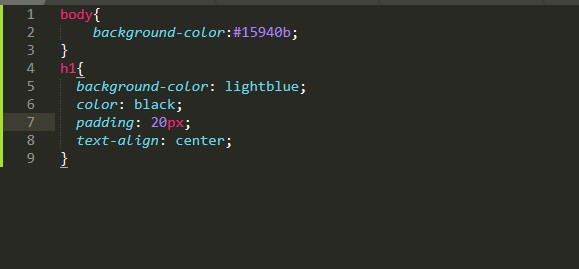 1 body{
2     background-color:#15940b;
3 }
4 h1{
5   background-color: lightblue;
6   color: black;
7   padding: 20px;
8   text-align: center;
9 }